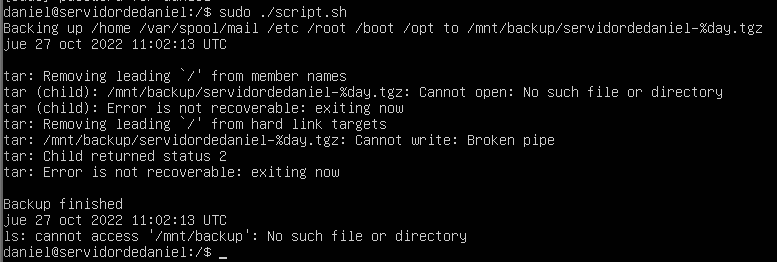 daniel@servidordedaniel:/$ sudo ./script.sh
Backing up /home /var/spool/mail /etc /root /boot /opt to /mnt/backup/servidordedaniel-%day.tgz
jue 27 oct 2022 11:02:13 UTC
tar: Removing leading `/' from member names
tar (child): /mnt/backup/servidordedaniel-%day.tgz: Cannot open: No such file or directory
tar (child): Error is not recoverable: exiting now
tar: Removing leading `/' from hard link targets
tar: /mnt/backup/servidordedaniel-%day.tgz: Cannot write: Broken pipe
tar: Child returned status 2
tar: Error is not recoverable: exiting now
Backup finished
jue 27 oct 2022 11:02:13 UTC
ls: cannot access '/mnt/backup': No such file or directory
daniel@servidordedaniel:/$ _